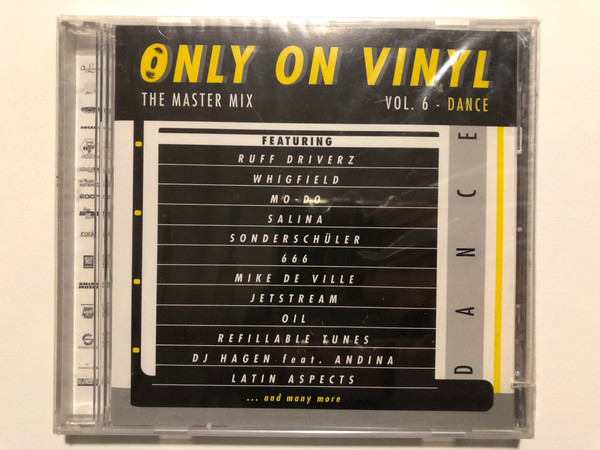 ONLY ON VINYL
THE MASTER MIX VOL. 6 - DANCE
FEATURING
RUFF DRIVERZ
WHIGFIELD
MO-DO
SALINA
SONDERSCHÜLER
666
MIKE DE VILLE
JETSTREAM
OIL
REFILLABLE TUNES
DJ HAGEN feat. ANDINA
LATIN ASPECTS
... and many more
DANCE